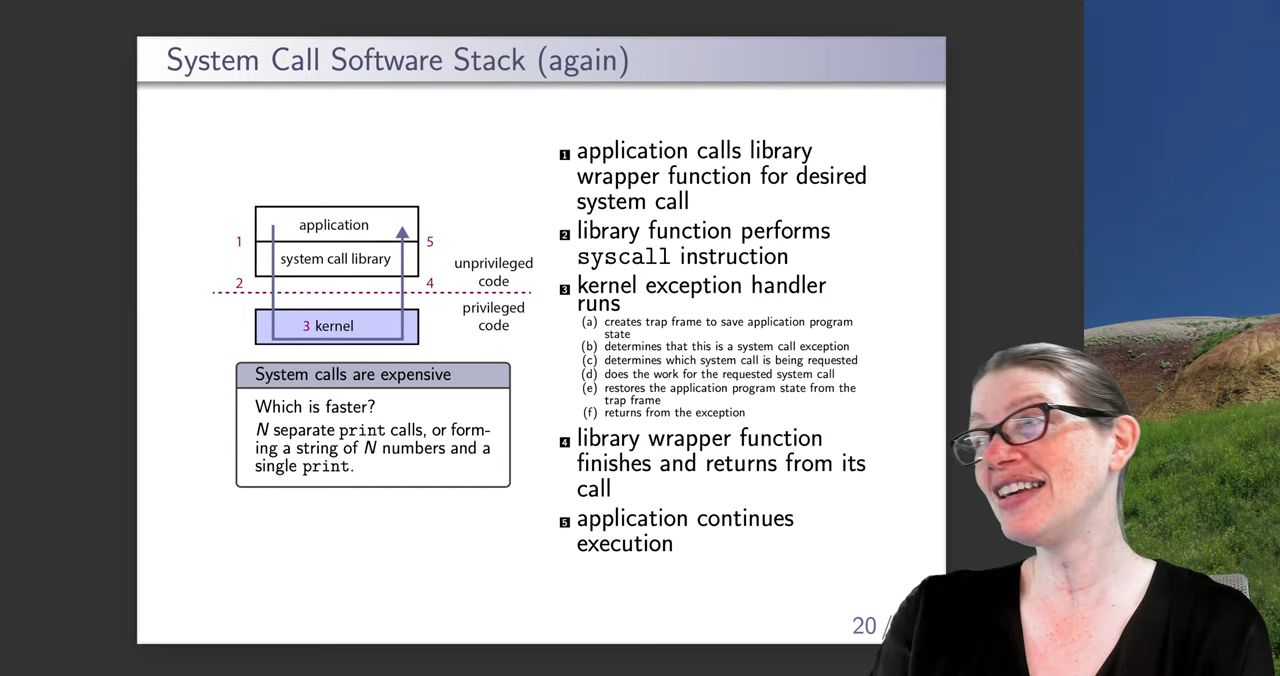 System Call Software Stack (again)
application
1
5
system call library
2
4
unprivileged
code
privileged
code
3 kernel
System calls are expensive
Which is faster?
N separate print calls, or form-
ing a string of N numbers and a
single print.
1 application calls library
wrapper function for desired
system call
2 library function performs
syscall instruction
3 kernel exception handler
runs
(a) creates trap frame to save application program
state
(b) determines that this is a system call exception
(c) determines which system call is being requested
(d) does the work for the requested system call
(e) restores the application program state from the
trap frame
(f) returns from the exception
4 library wrapper function
finishes and returns from its
call
5 application continues
execution
20 /